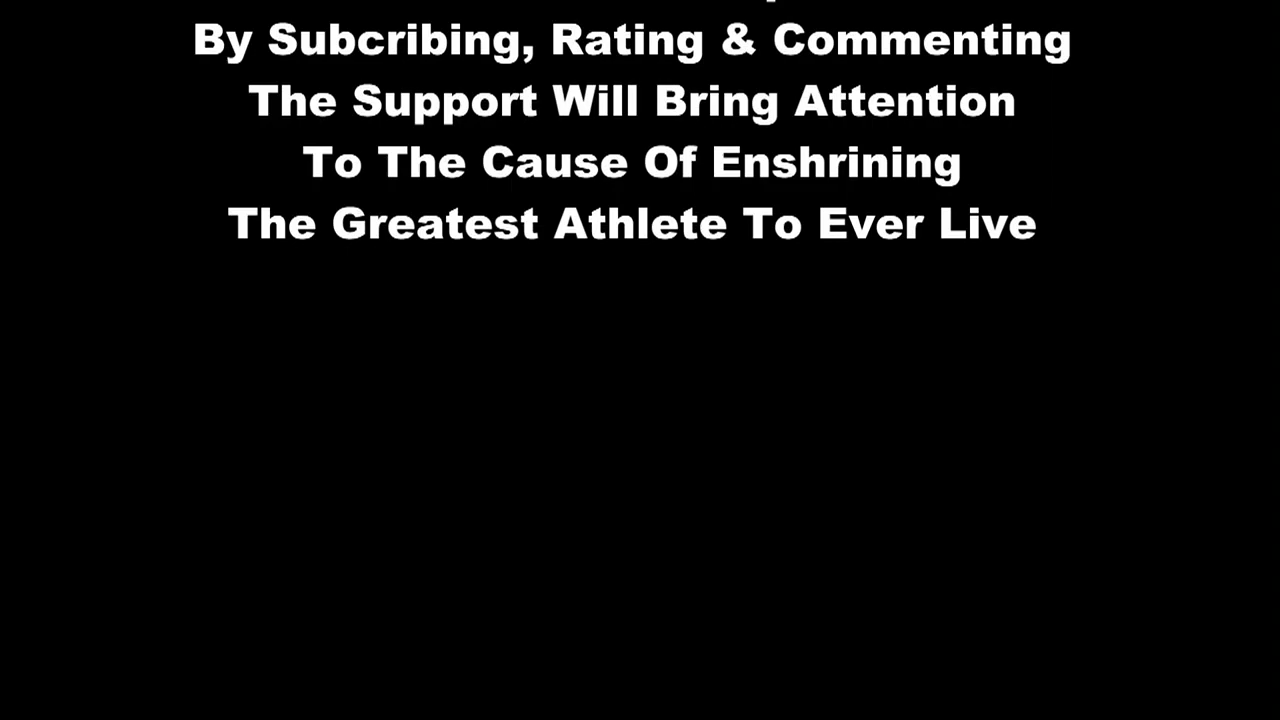 By Subcribing, Rating & Commenting
The Support Will Bring Attention
To The Cause Of Enshrining
The Greatest Athlete To Ever Live